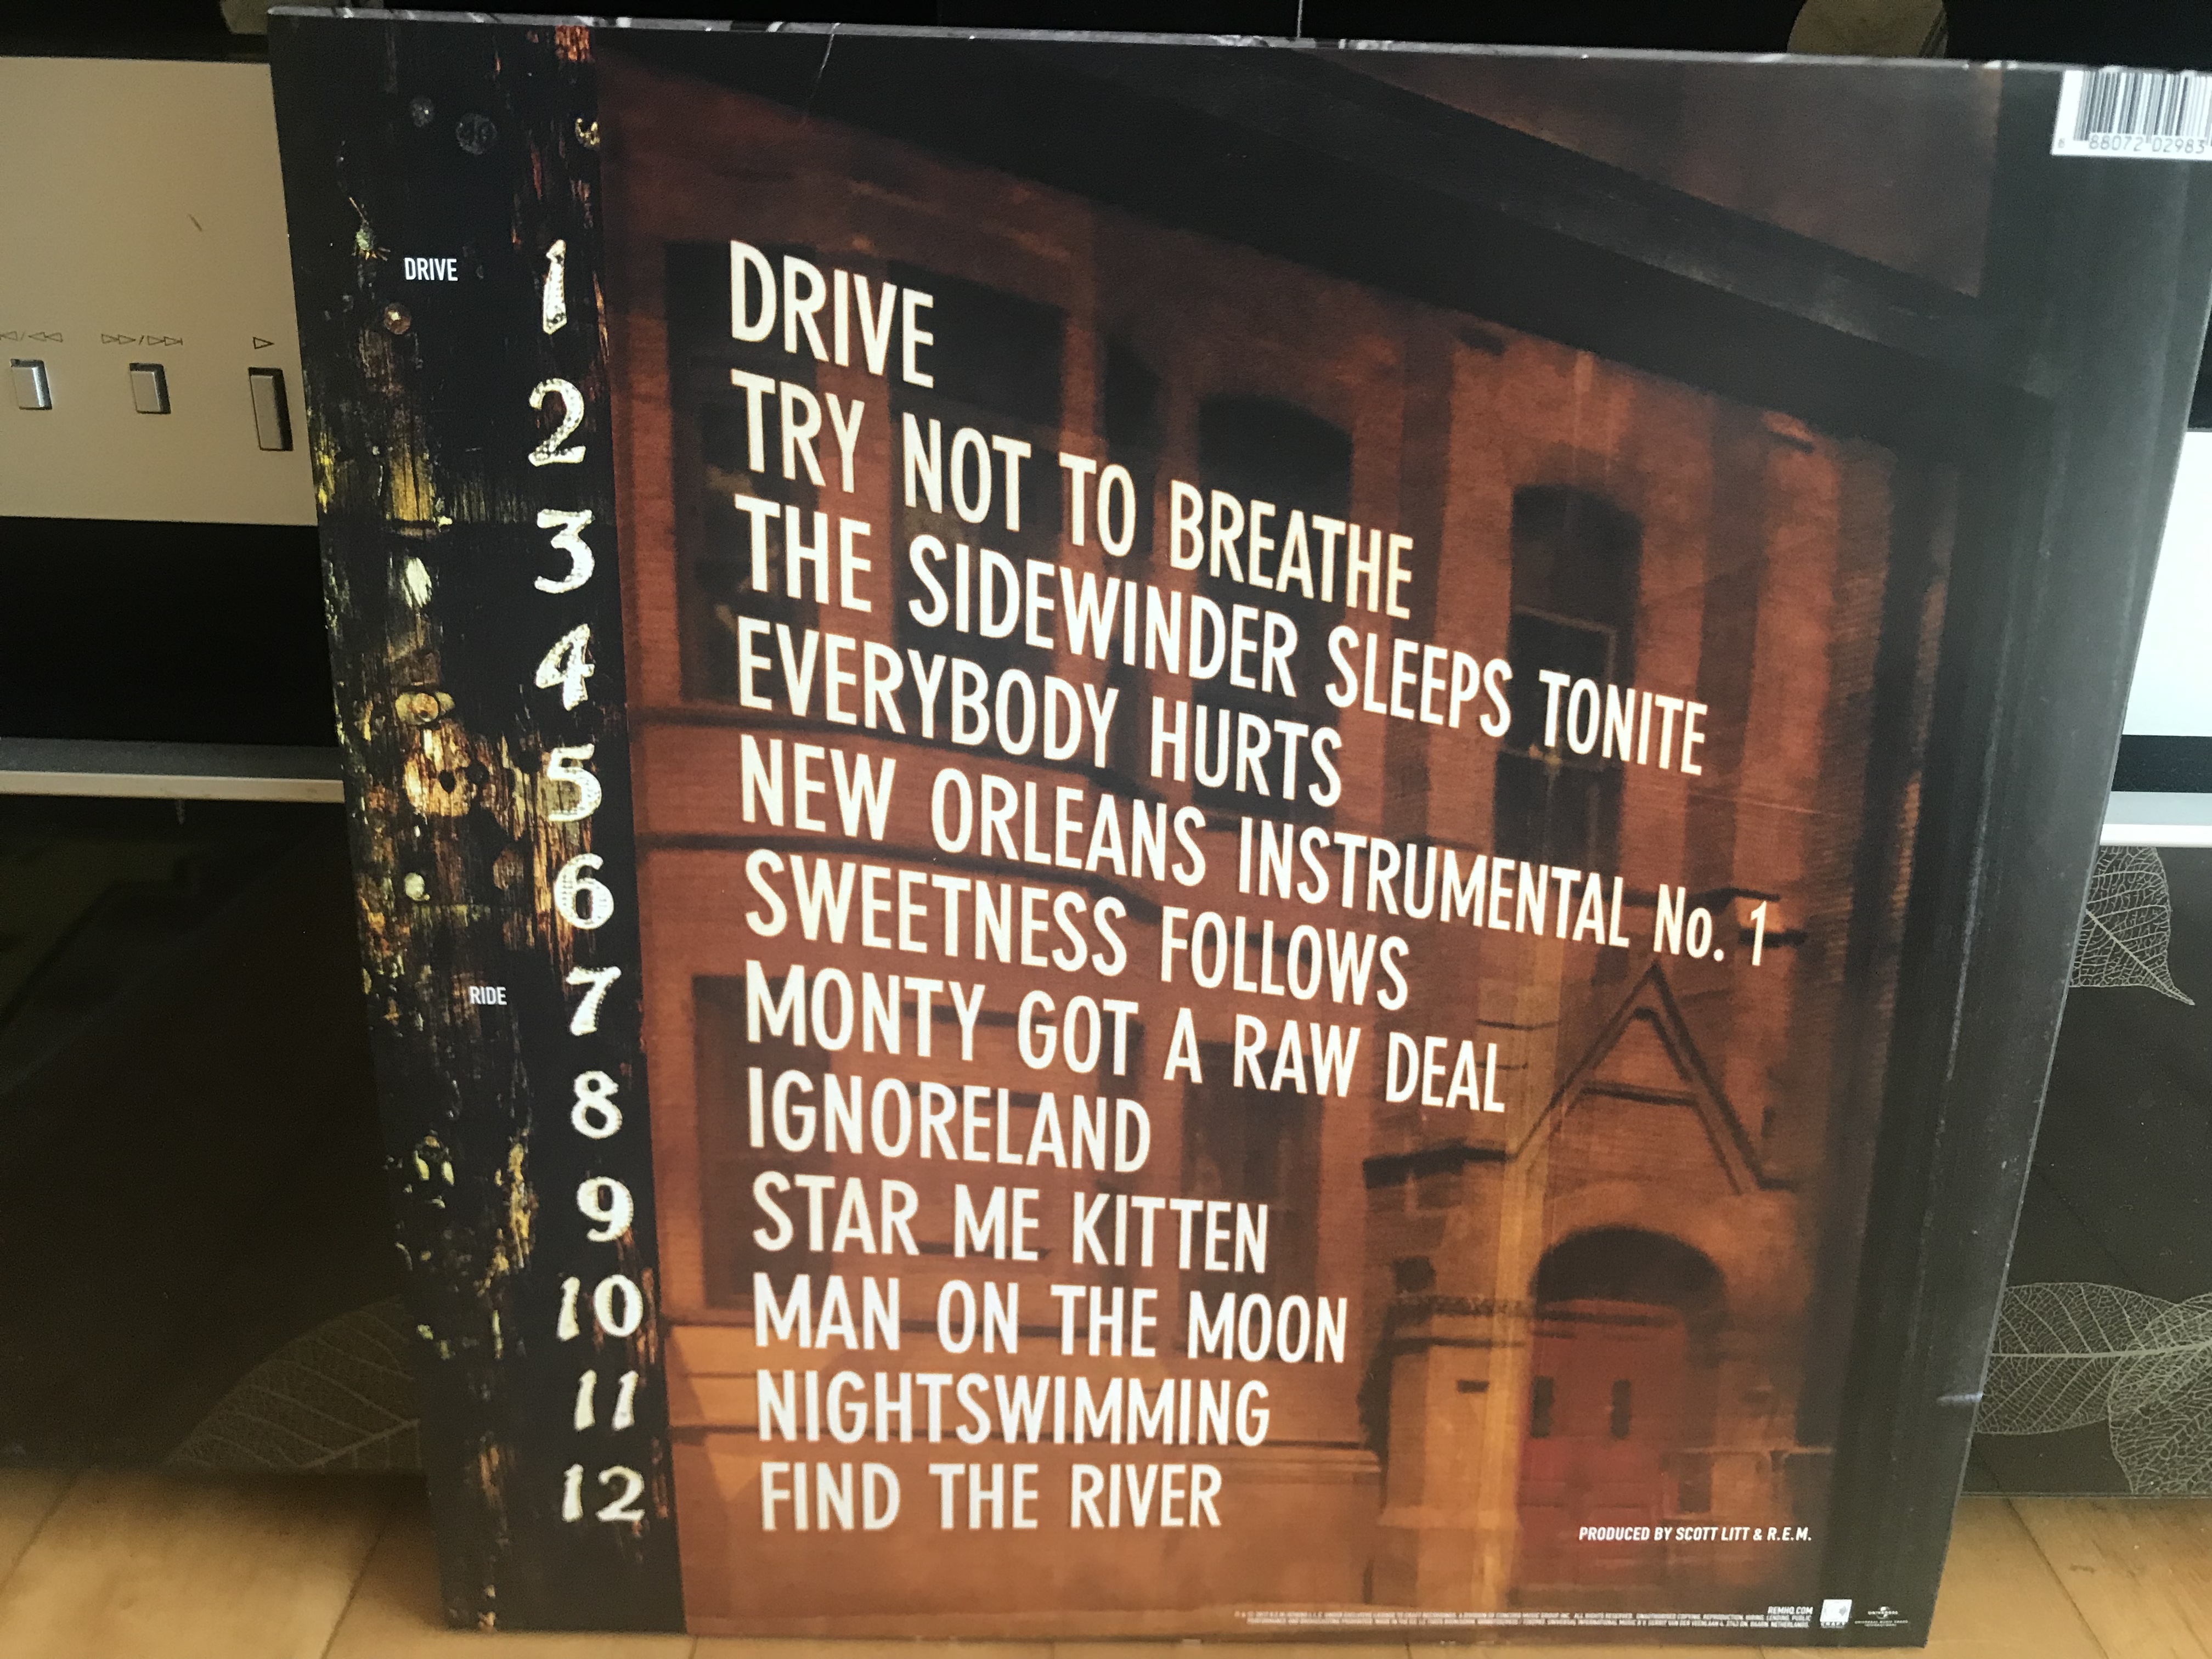 88072 02983
DRIVE
1 DRIVE
2 TRY NOT TO BREATHE
3 THE SIDEWINDER SLEEPS TONITE
4 EVERYBODY HURTS
5 NEW ORLEANS INSTRUMENTAL No. 1
6 SWEETNESS FOLLOWS
RIDE
7 MONTY GOT A RAW DEAL
8 IGNORELAND
9 STAR ME KITTEN
10 MAN ON THE MOON
11 NIGHTSWIMMING
12 FIND THE RIVER
PRODUCED BY SCOTT LITT & R.E.M.
REMHQ.COM